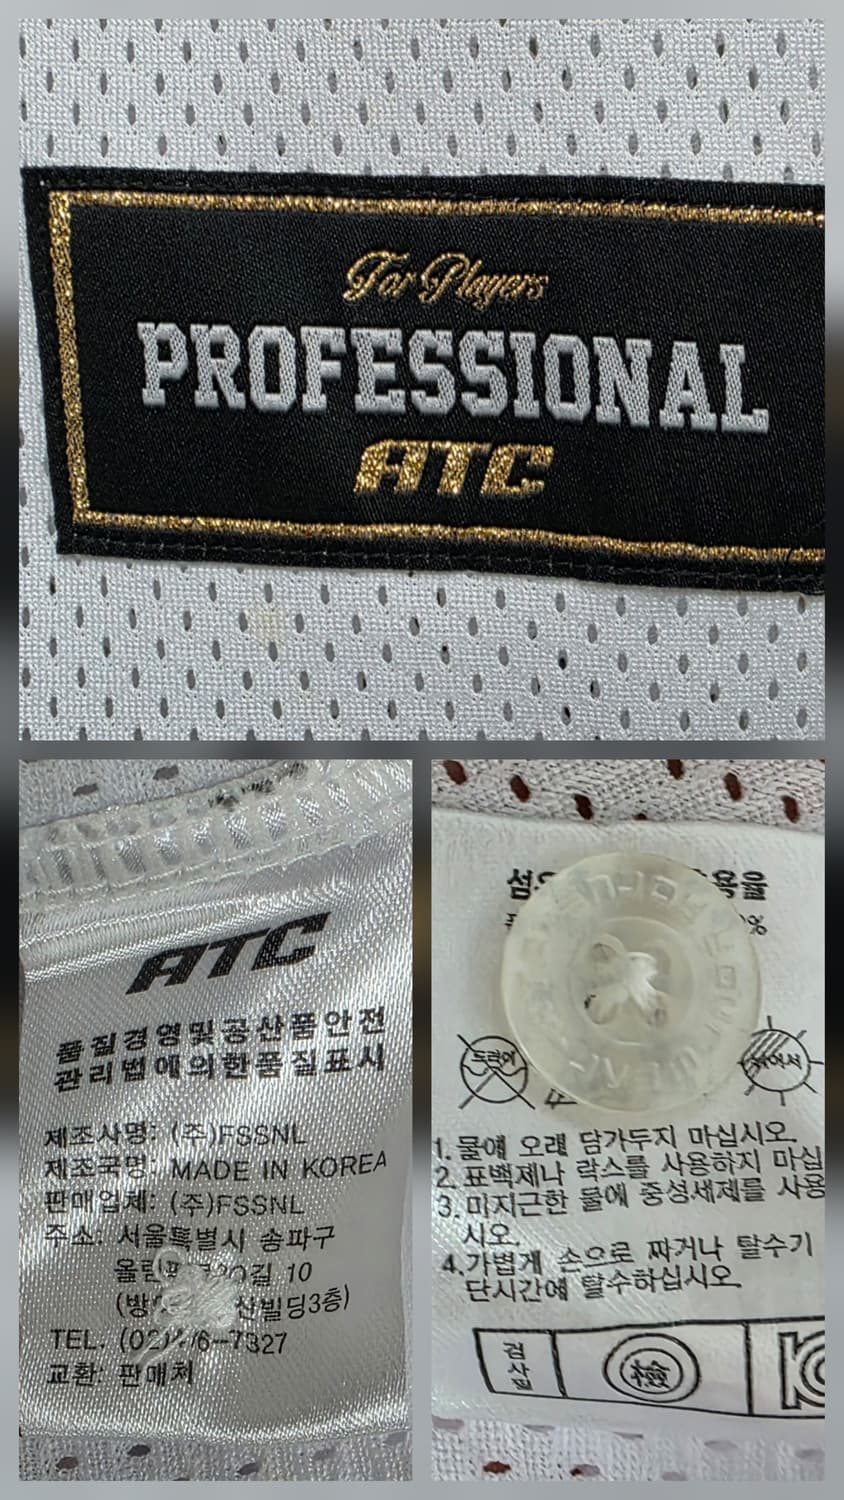 For Players
PROFESSIONAL
ATC
ATC
품질경영및공산품안전
관리법에의한품질표시
제조사명: (주)FSSNL
제조국명: MADE IN KOREA
판매업체: (주)FSSNL
주소: 서울특별시 송파구
길 10
TEL.
교환: 판매처
드라이
1. 물에 오래 담가두지 마십시오.
2. 표백제나 락스를 사용하지 마십
3. 미지근한 물에 중성세제를 사용
시오.
4. 가볍게 손으로 짜거나 탈수기
단시간에 탈수하십시오.
검사필
檢